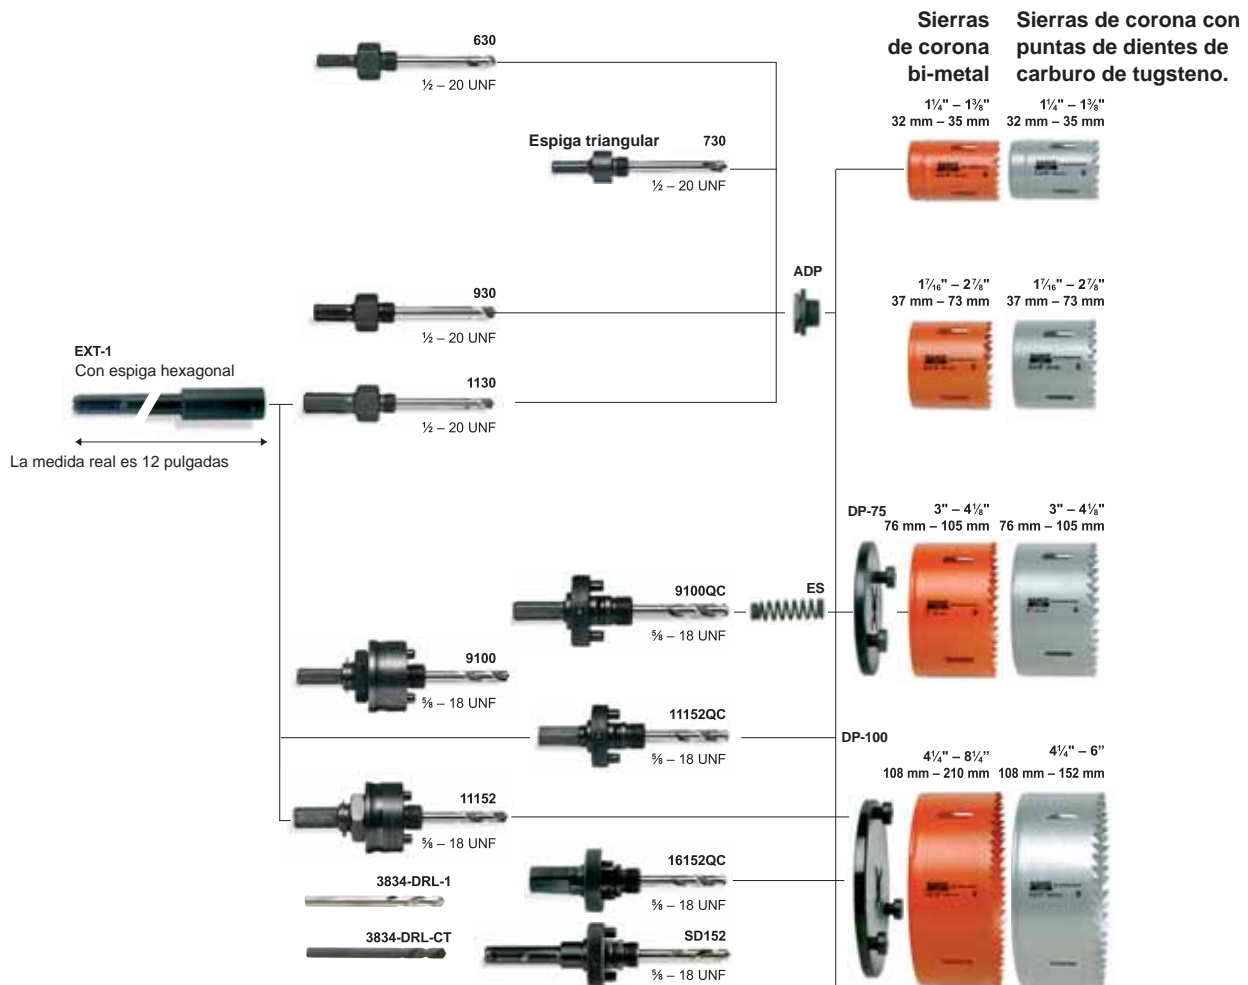 Sierras
de corona
bi-metal
Sierras de corona con
puntas de dientes de
carburo de tugsteno.
630
½ – 20 UNF
1¼" – 1⅜"
32 mm – 35 mm
1¼" – 1⅜"
32 mm – 35 mm
Espiga triangular
730
½ – 20 UNF
ADP
930
½ – 20 UNF
1⁷⁄₁₆" – 2⅞"
37 mm – 73 mm
1⁷⁄₁₆" – 2⅞"
37 mm – 73 mm
EXT-1
Con espiga hexagonal
La medida real es 12 pulgadas
1130
½ – 20 UNF
DP-75
3" – 4⅛"
76 mm – 105 mm
3" – 4⅛"
76 mm – 105 mm
9100QC
⅝ – 18 UNF
ES
9100
⅝ – 18 UNF
11152QC
⅝ – 18 UNF
DP-100
4¼" – 8¼”
108 mm – 210 mm
4¼" – 6”
108 mm – 152 mm
11152
⅝ – 18 UNF
16152QC
⅝ – 18 UNF
3834-DRL-1
3834-DRL-CT
SD152
⅝ – 18 UNF